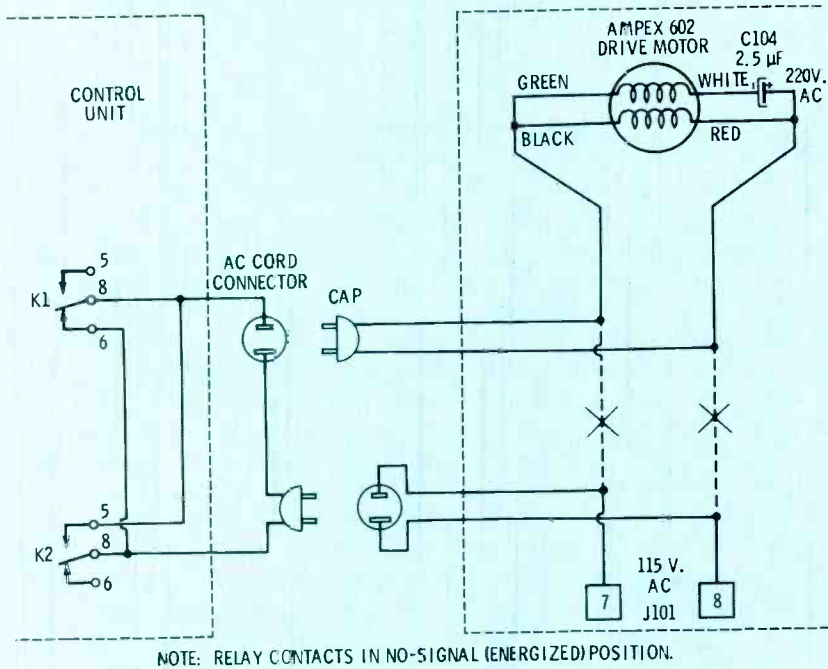 AMPEX 602
DRIVE MOTOR
C104
2.5 µF
GREEN
WHITE
220V.
AC
CONTROL
UNIT
BLACK
RED
5
AC CORD
CONNECTOR
8
K1
CAP
6
5
K2
8
6
115 V.
AC
7
J101
8
NOTE: RELAY CONTACTS IN NO-SIGNAL (ENERGIZED) POSITION.